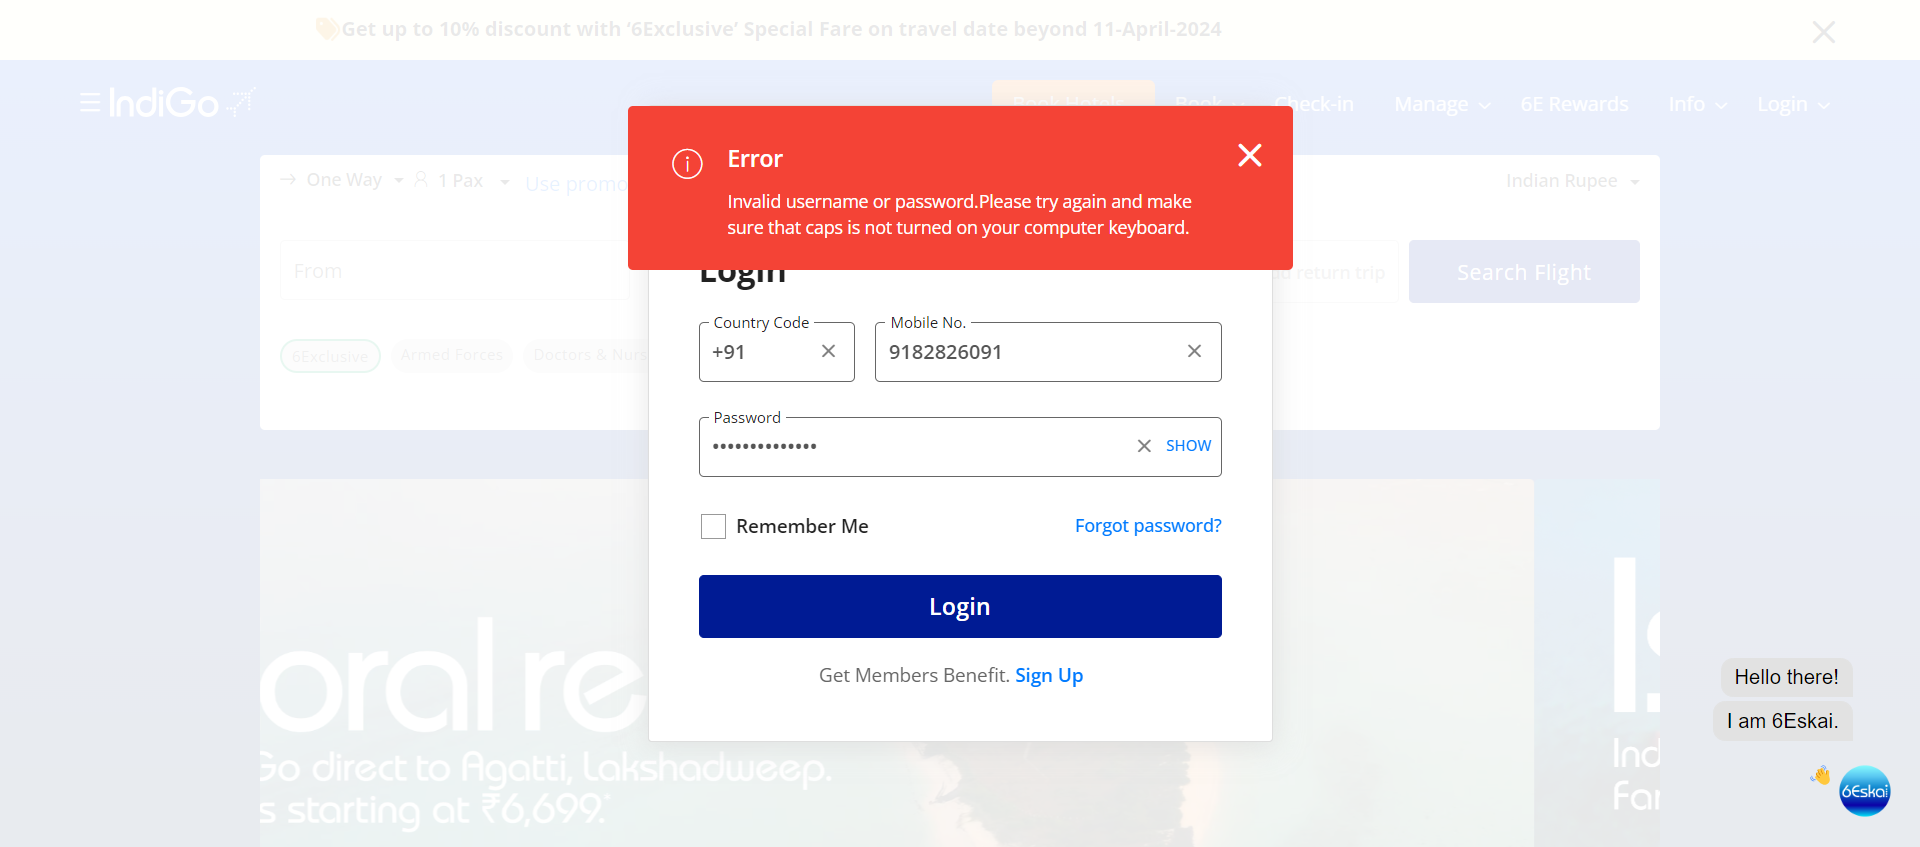 Get up to 10% discount with ‘6Exclusive’ Special Fare on travel date beyond 11-April-2024
IndiGo
Book Hotels
Book
Check-in
Manage
6E Rewards
Info
Login
One Way
1 Pax
Use promo
Indian Rupee
Error
Invalid username or password.Please try again and make
sure that caps is not turned on your computer keyboard.
From
return trip
Search Flight
Login
6Exclusive
Armed Forces
Doctors & Nurs
Country Code
+91
Mobile No.
9182826091
Password
••••••••••••••
SHOW
Remember Me
Forgot password?
Login
Get Members Benefit. Sign Up
oral re
Go direct to Agatti, Lakshadweep.
s starting at ₹6,699*.
Ind
Far
Hello there!
I am 6Eskai.
6Eskai